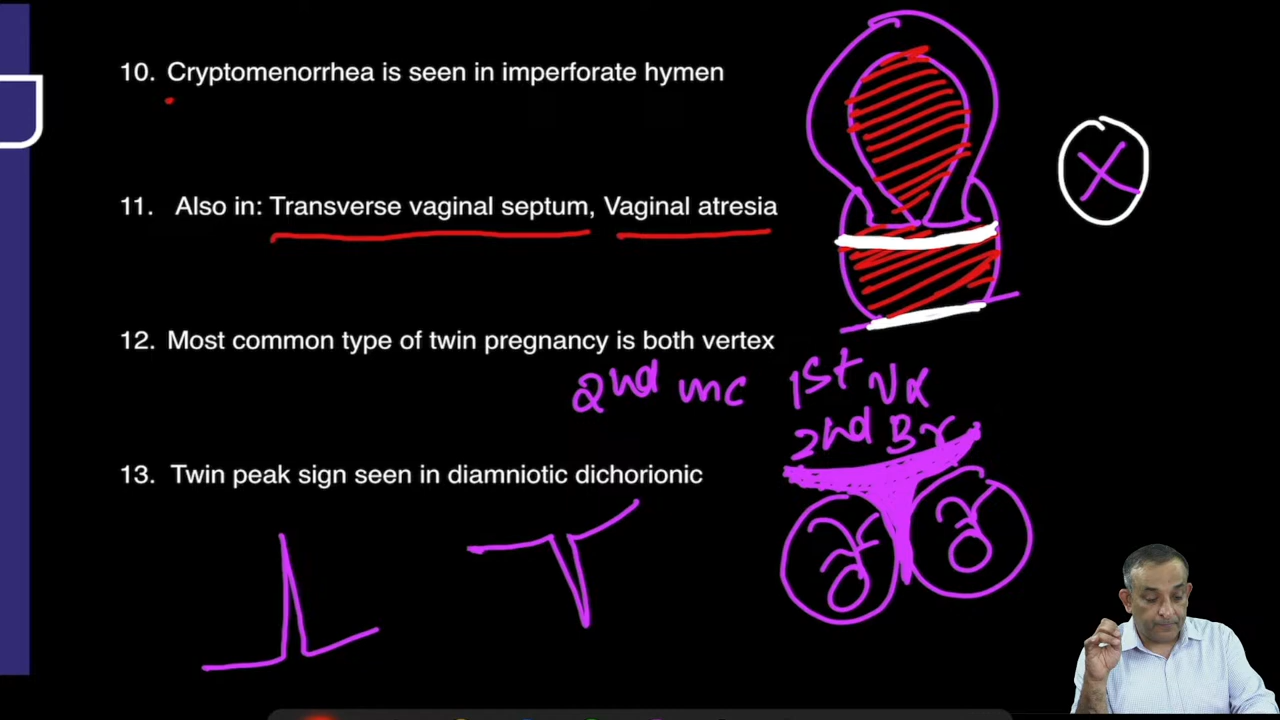 10. Cryptomenorrhea is seen in imperforate hymen
11. Also in: Transverse vaginal septum, Vaginal atresia
12. Most common type of twin pregnancy is both vertex
2nd mc 1st Vx
2nd Br
13. Twin peak sign seen in diamniotic dichorionic